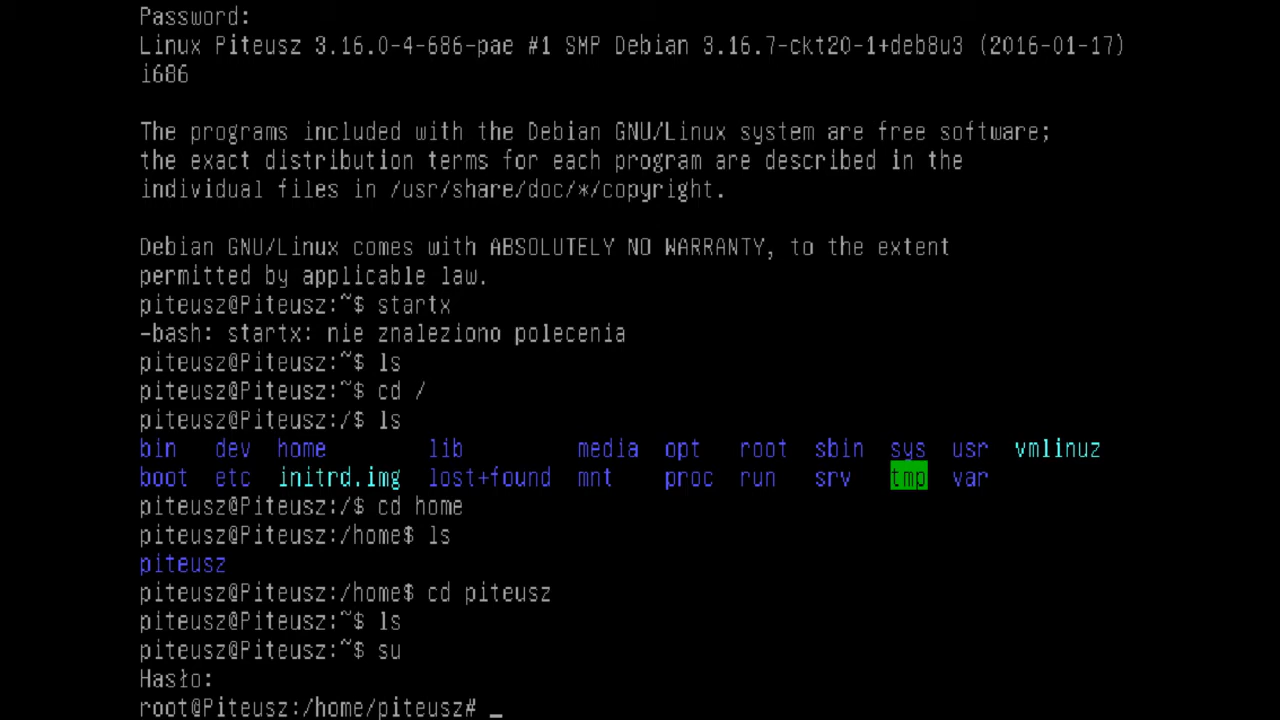 Password:
Linux Piteusz 3.16.0-4-686-pae #1 SMP Debian 3.16.7-ckt20-1+deb8u3 (2016-01-17)
i686
The programs included with the Debian GNU/Linux system are free software;
the exact distribution terms for each program are described in the
individual files in /usr/share/doc/*/copyright.
Debian GNU/Linux comes with ABSOLUTELY NO WARRANTY, to the extent
permitted by applicable law.
piteusz@Piteusz:~$ startx
-bash: startx: nie znaleziono polecenia
piteusz@Piteusz:~$ ls
piteusz@Piteusz:~$ cd /
piteusz@Piteusz:/$ ls
bin dev home lib media opt root sbin sys usr vmlinuz
boot etc initrd.img lost+found mnt proc run srv tmp var
piteusz@Piteusz:/$ cd home
piteusz@Piteusz:/home$ ls
piteusz
piteusz@Piteusz:/home$ cd piteusz
piteusz@Piteusz:~$ ls
piteusz@Piteusz:~$ su
Hasło:
root@Piteusz:/home/piteusz# _